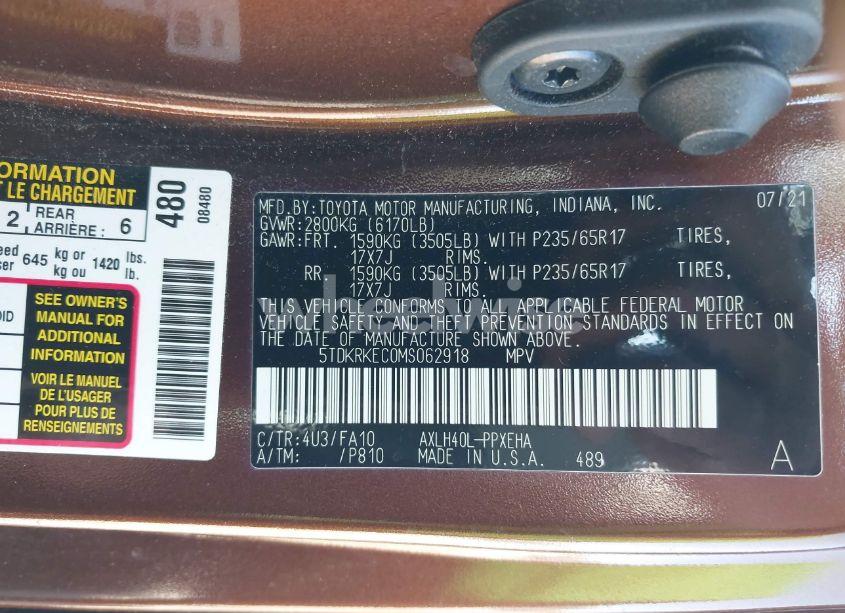 ORMATION
T LE CHARGEMENT
2 REAR ARRIÈRE : 6
645 kg or kg ou 1420 lbs. lb.
SEE OWNER'S
MANUAL FOR
ADDITIONAL
INFORMATION
VOIR LE MANUEL
DE L'USAGER
POUR PLUS DE
RENSEIGNEMENTS
480
08480
MFD.BY:TOYOTA MOTOR MANUFACTURING, INDIANA, INC. 07/21
GVWR:2800KG (6170LB)
GAWR:FRT. 1590KG (3505LB) WITH P235/65R17 TIRES,
17X7J RIMS.
RR 1590KG (3505LB) WITH P235/65R17 TIRES,
17X7J RIMS.
THIS VEHICLE CONFORMS TO ALL APPLICABLE FEDERAL MOTOR
VEHICLE SAFETY AND THEFT PREVENTION STANDARDS IN EFFECT ON
THE DATE OF MANUFACTURE SHOWN ABOVE.
5TDKRKEC0MS062918 MPV
C/TR:4U3/FA10 AXLH40L-PPXEHA
A/TM: /P810 MADE IN U.S.A. 489 A